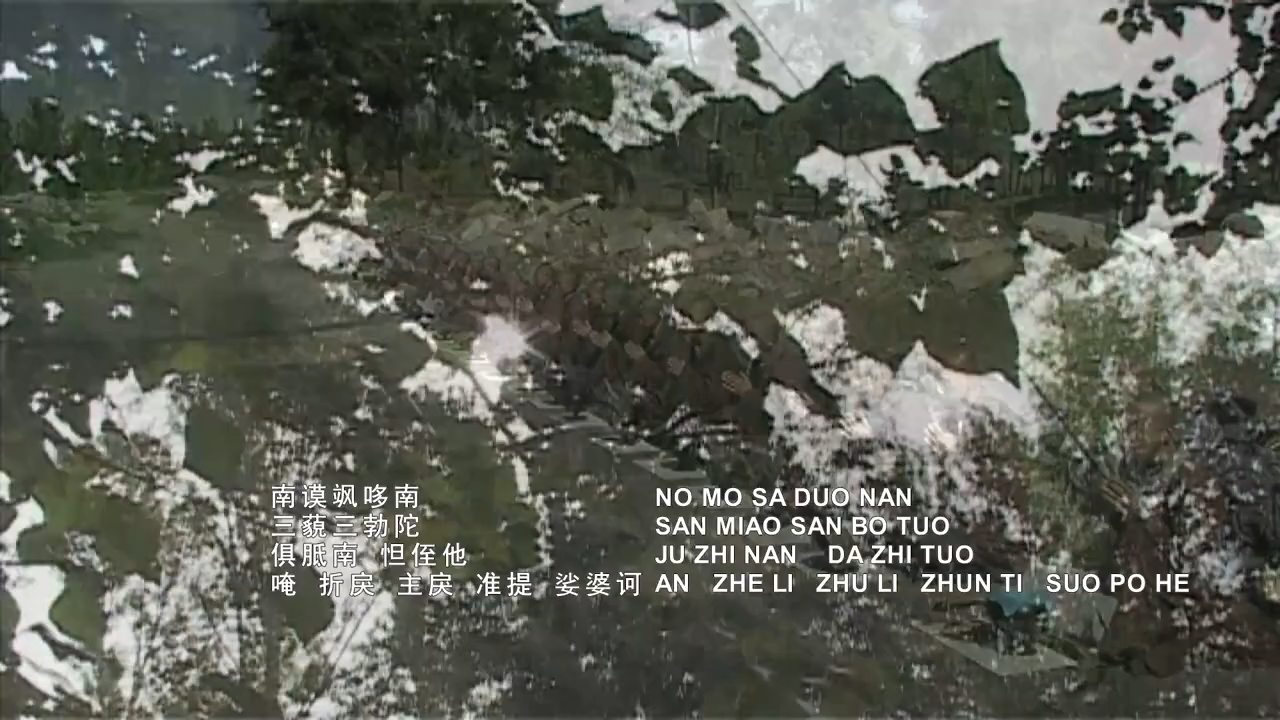 南谟飒哆南 NO MO SA DUO NAN
三藐三勃陀 SAN MIAO SAN BO TUO
俱胝南 怛侄他 JU ZHI NAN DA ZHI TUO
唵 折戾 主戾 准提 娑婆诃 AN ZHE LI ZHU LI ZHUN TI SUO PO HE